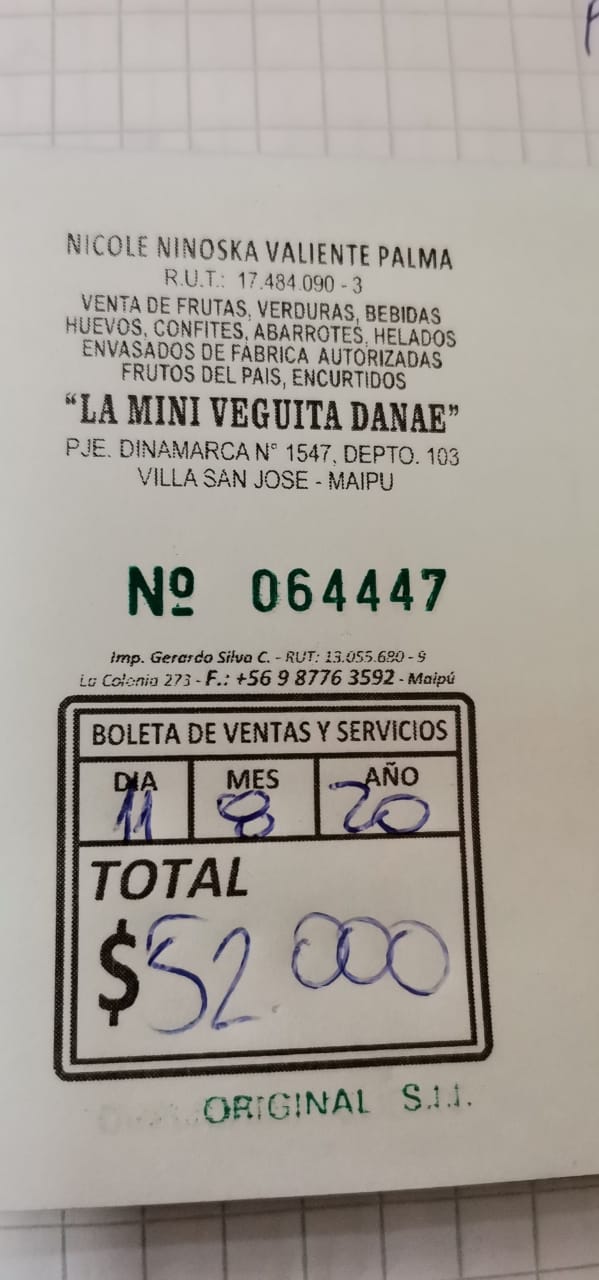 NICOLE NINOSKA VALIENTE PALMA
R.U.T.: 17.484.090 - 3
VENTA DE FRUTAS, VERDURAS, BEBIDAS
HUEVOS, CONFITES, ABARROTES, HELADOS
ENVASADOS DE FABRICA AUTORIZADAS
FRUTOS DEL PAIS, ENCURTIDOS
"LA MINI VEGUITA DANAE"
PJE. DINAMARCA N° 1547, DEPTO. 103
VILLA SAN JOSE - MAIPU
Nº 064447
Imp. Gerardo Silva C. - RUT: 13.055.680 - 9
La Colonia 273 - F.: +56 9 8776 3592 - Maipú
BOLETA DE VENTAS Y SERVICIOS
DIA MES AÑO
11 8 20
TOTAL
$52.000
ORIGINAL S.I.I.